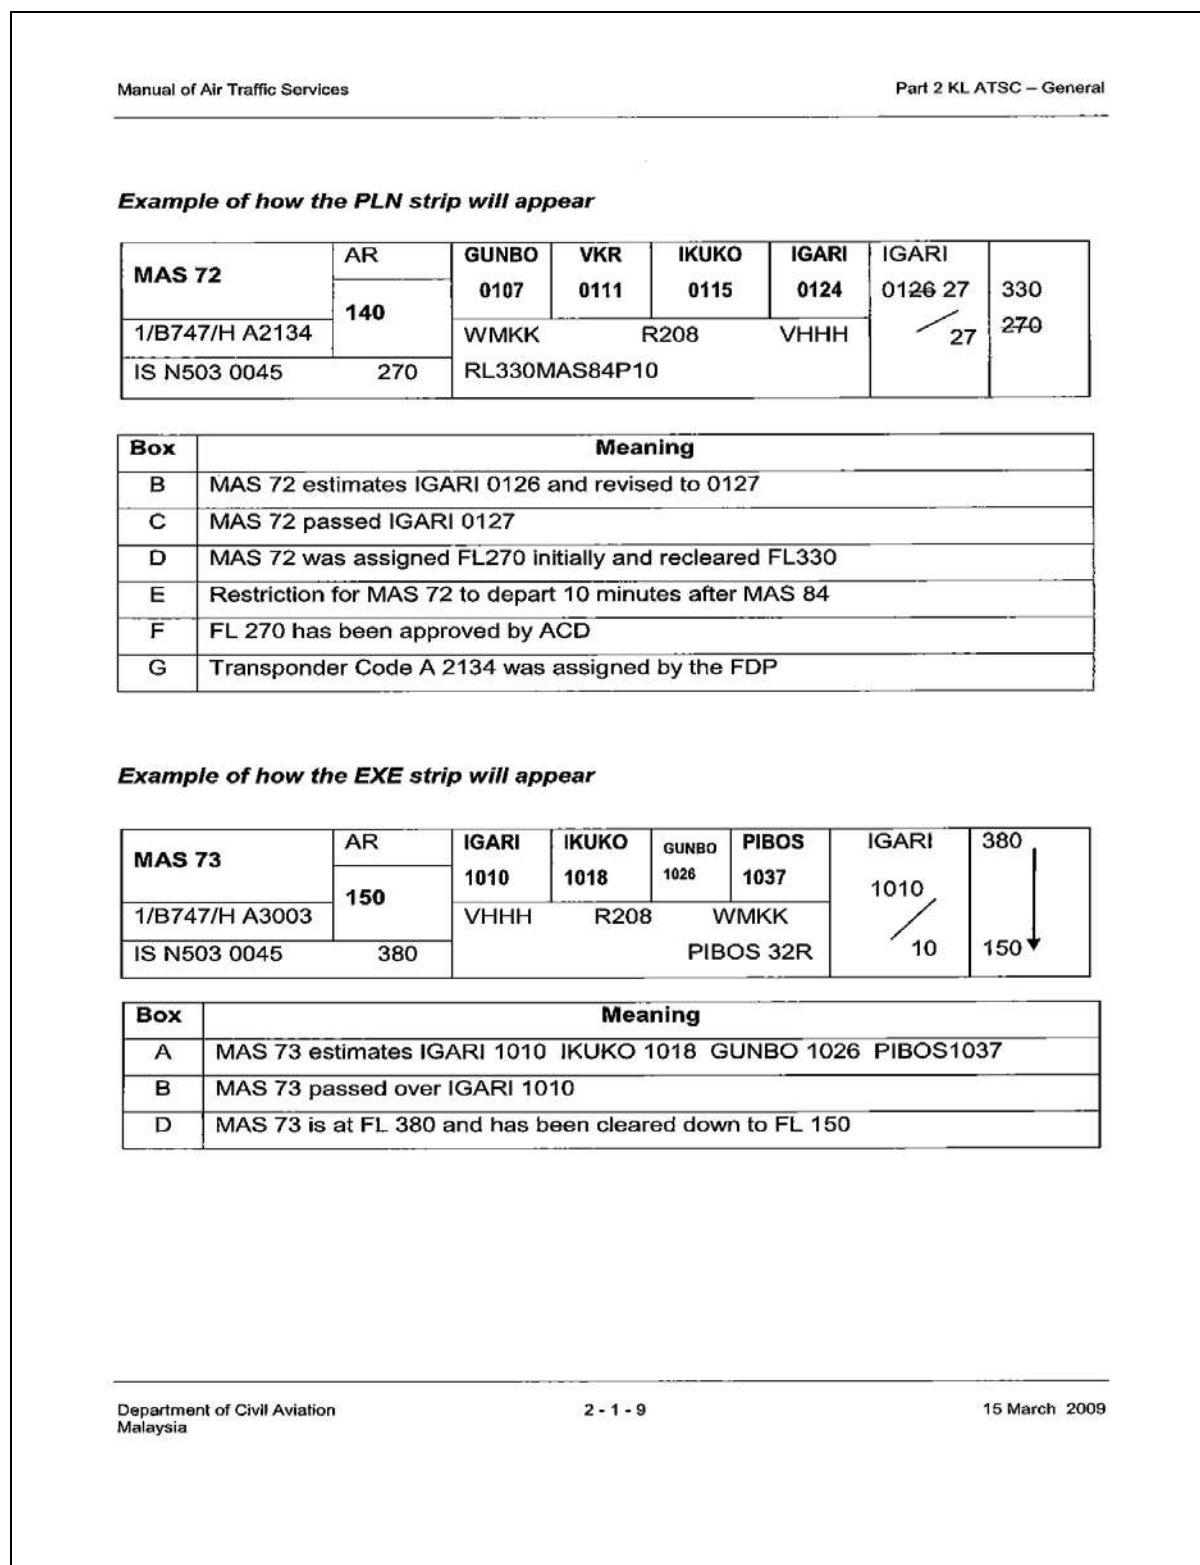 Manual of Air Traffic Services Part 2 KL ATSC – General
Example of how the PLN strip will appear
MAS 72 AR GUNBO VKR IKUKO IGARI IGARI
0107 0111 0115 0124 0126 27 330
140
1/B747/H A2134 WMKK R208 VHHH 27 270
IS N503 0045 270 RL330MAS84P10
Box Meaning
B MAS 72 estimates IGARI 0126 and revised to 0127
C MAS 72 passed IGARI 0127
D MAS 72 was assigned FL270 initially and recleared FL330
E Restriction for MAS 72 to depart 10 minutes after MAS 84
F FL 270 has been approved by ACD
G Transponder Code A 2134 was assigned by the FDP
Example of how the EXE strip will appear
MAS 73 AR IGARI IKUKO GUNBO PIBOS IGARI 380
1010 1018 1026 1037 1010
150
1/B747/H A3003 VHHH R208 WMKK
IS N503 0045 380 PIBOS 32R 10 150
Box Meaning
A MAS 73 estimates IGARI 1010 IKUKO 1018 GUNBO 1026 PIBOS1037
B MAS 73 passed over IGARI 1010
D MAS 73 is at FL 380 and has been cleared down to FL 150
Department of Civil Aviation 2 - 1 - 9 15 March 2009
Malaysia